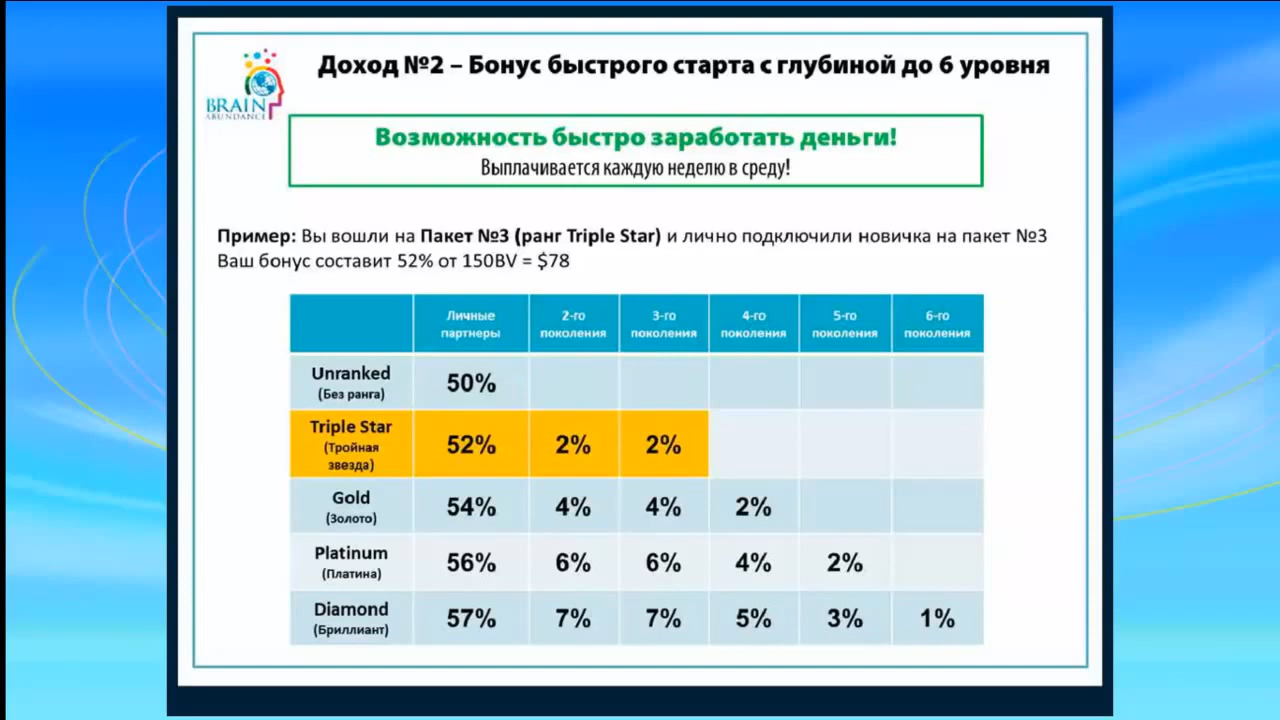 Доход №2 – Бонус быстрого старта с глубиной до 6 уровня
BRAIN
ABUNDANCE
Возможность быстро заработать деньги!
Выплачивается каждую неделю в среду!
Пример: Вы вошли на Пакет №3 (ранг Triple Star) и лично подключили новичка на пакет №3
Ваш бонус составит 52% от 150BV = $78
Личные партнеры 2-го поколения 3-го поколения 4-го поколения 5-го поколения 6-го поколения
Unranked
(Без ранга)
50%
Triple Star
(Тройная
звезда)
52% 2% 2%
Gold
(Золото)
54% 4% 4% 2%
Platinum
(Платина)
56% 6% 6% 4% 2%
Diamond
(Бриллиант)
57% 7% 7% 5% 3% 1%